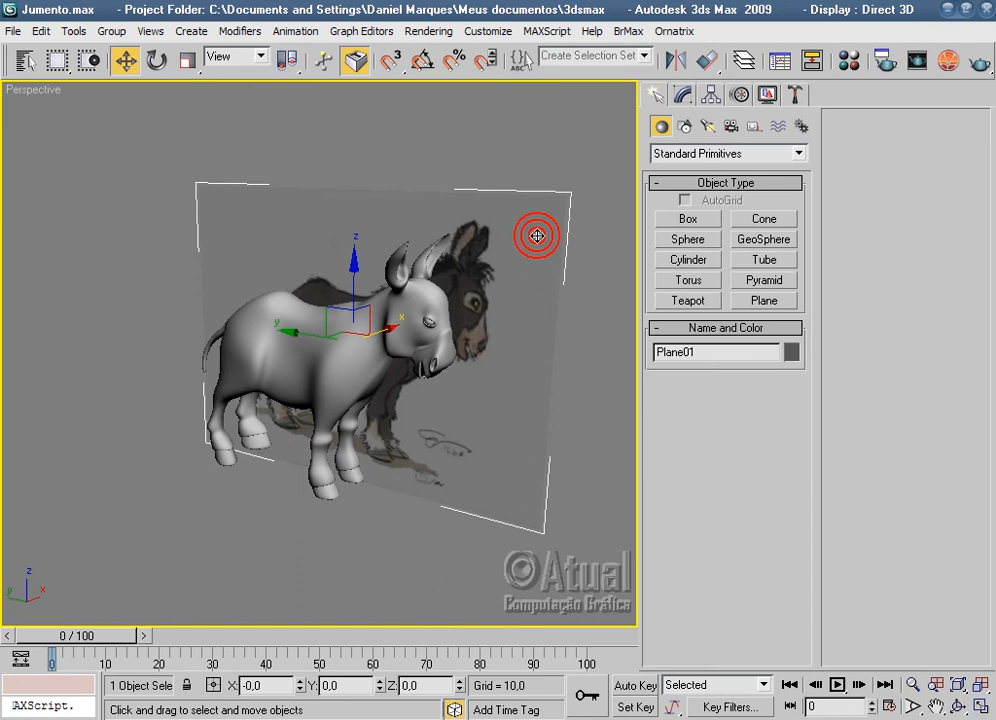 Jumento.max - Project Folder: C:\Documents and Settings\Daniel Marques\Meus documentos\3dsmax - Autodesk 3ds Max 2009 - Display : Direct 3D
File Edit Tools Group Views Create Modifiers Animation Graph Editors Rendering Customize MAXScript Help BrMax Ornatrix
View 3 % ABC Create Selection Set
Perspective
Standard Primitives
- Object Type
AutoGrid
Box Cone
Sphere GeoSphere
Cylinder Tube
Torus Pyramid
Teapot Plane
- Name and Color
Plane01
z
y x
z
y x
©Atual
Computação Gráfica
< 0 / 100 >
0 10 20 30 40 50 60 70 80 90 100
1 Object Sele X: -0,0 Y: 0,0 Z: 0,0 Grid = 10,0 Auto Key Selected
Set Key Key Filters... 0
MAXScript. Click and drag to select and move objects Add Time Tag